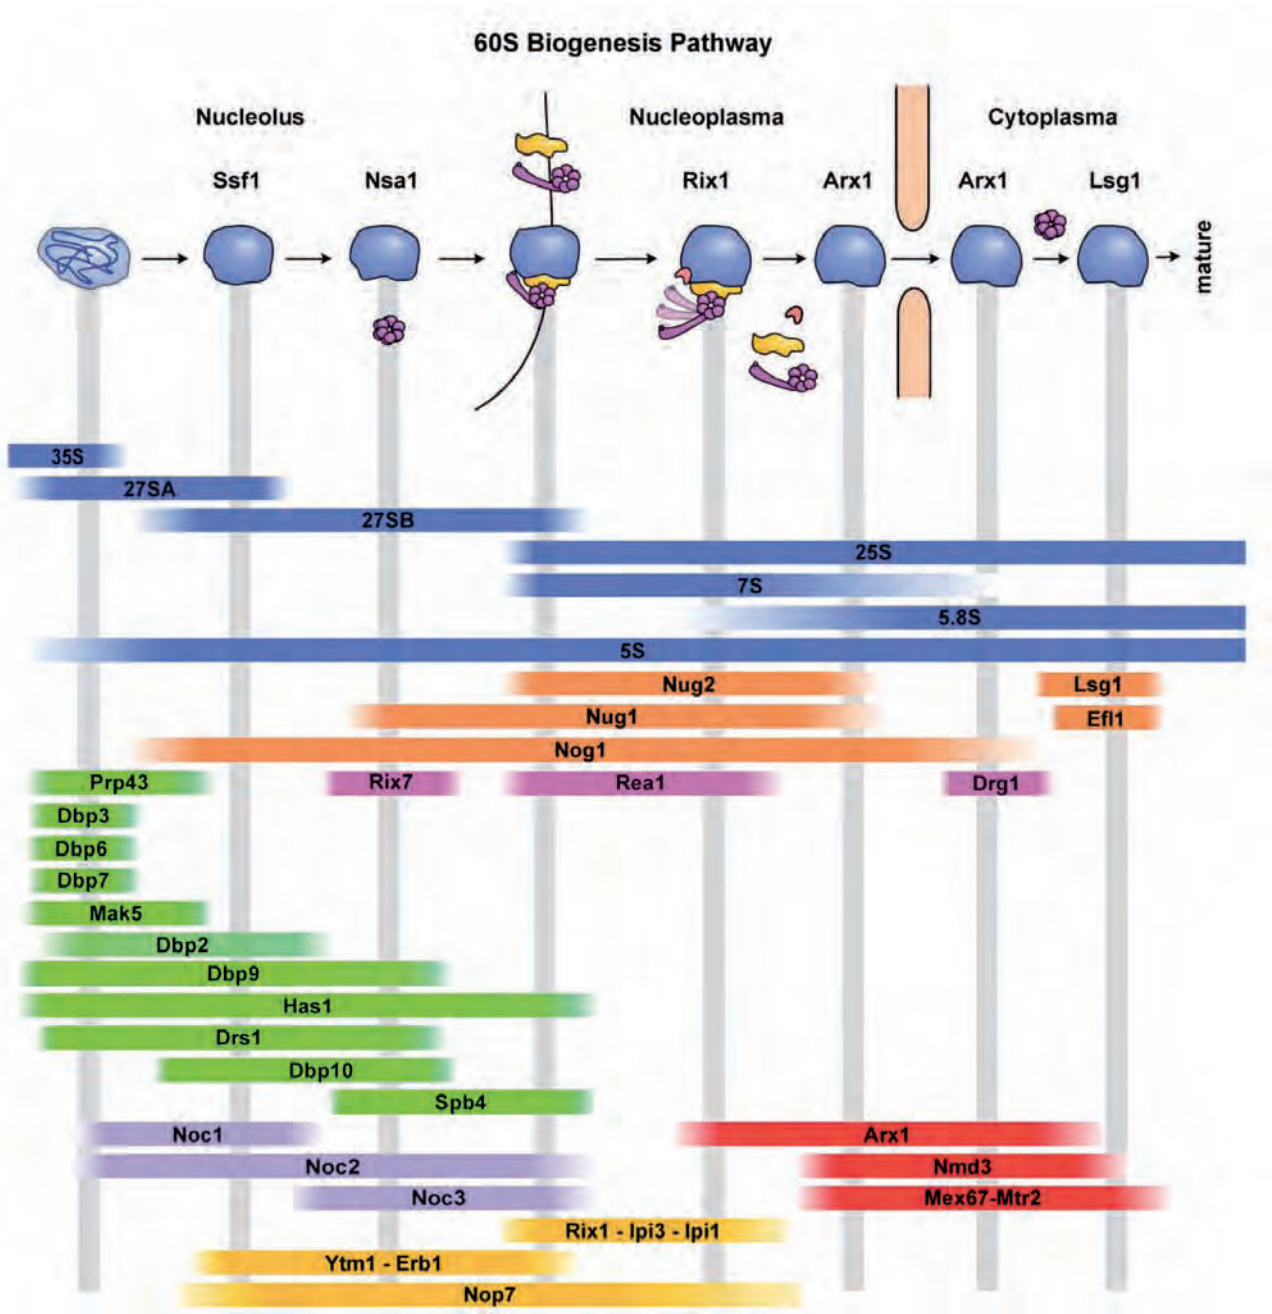 60S Biogenesis Pathway
Nucleolus Nucleoplasma Cytoplasma
Ssf1 Nsa1 Rix1 Arx1 Arx1 Lsg1
mature
35S
27SA
27SB
25S
7S
5.8S
5S
Nug2 Lsg1
Nug1 Efl1
Nog1
Prp43 Rix7 Rea1 Drg1
Dbp3
Dbp6
Dbp7
Mak5
Dbp2
Dbp9
Has1
Drs1
Dbp10
Spb4
Noc1 Arx1
Noc2 Nmd3
Noc3 Mex67-Mtr2
Rix1 - Ipi3 - Ipi1
Ytm1 - Erb1
Nop7